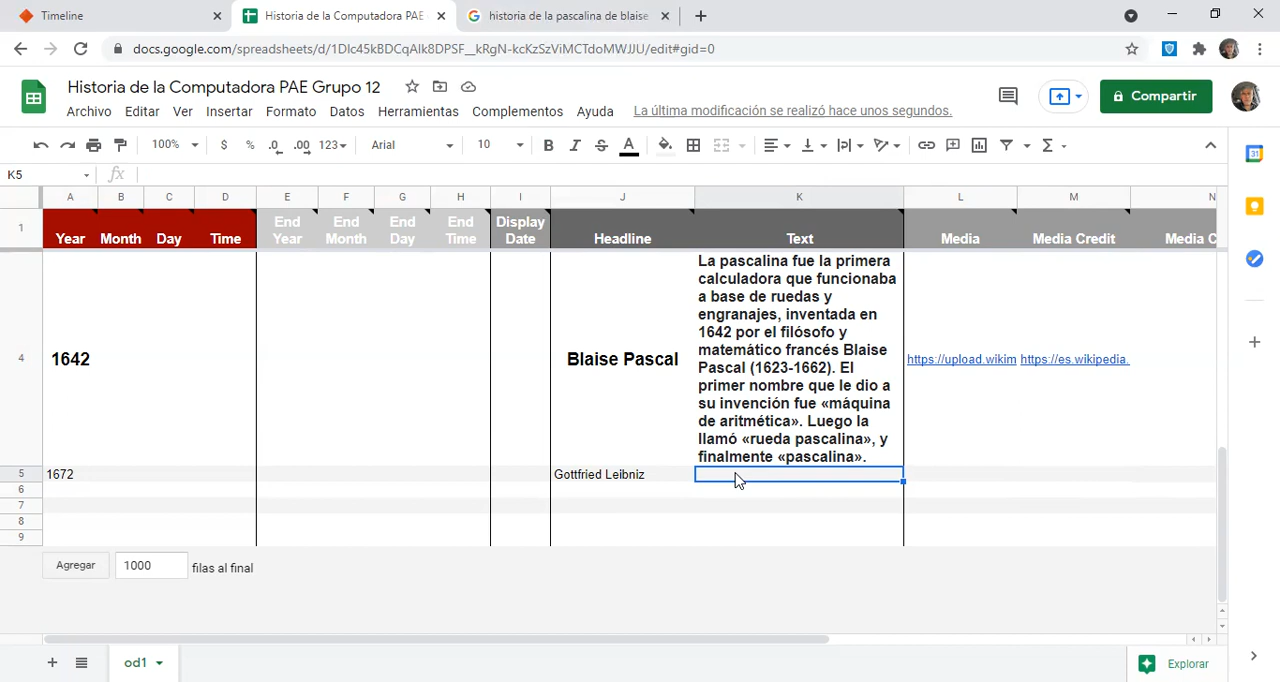 Timeline
Historia de la Computadora PAE
historia de la pascalina de blaise
docs.google.com/spreadsheets/d/1DIc45kBDCqAIk8DPSF__kRgN-kcKzSzViMCTdoMWJJU/edit#gid=0
Historia de la Computadora PAE Grupo 12
Archivo Editar Ver Insertar Formato Datos Herramientas Complementos Ayuda La última modificación se realizó hace unos segundos.
Compartir
100% $ % .0 .00 123 Arial 10 B I S A Σ
K5 fx
A B C D E F G H I J K L M N
1 Year Month Day Time End Year End Month End Day End Time Display Date Headline Text Media Media Credit Media C
La pascalina fue la primera
calculadora que funcionaba
a base de ruedas y
engranajes, inventada en
1642 por el filósofo y
matemático francés Blaise
4 1642 Blaise Pascal Pascal (1623-1662). El https://upload.wikim https://es.wikipedia.
primer nombre que le dio a
su invención fue «máquina
de aritmética». Luego la
llamó «rueda pascalina», y
finalmente «pascalina».
5 1672 Gottfried Leibniz
6
7
8
9
Agregar 1000 filas al final
od1
Explorar